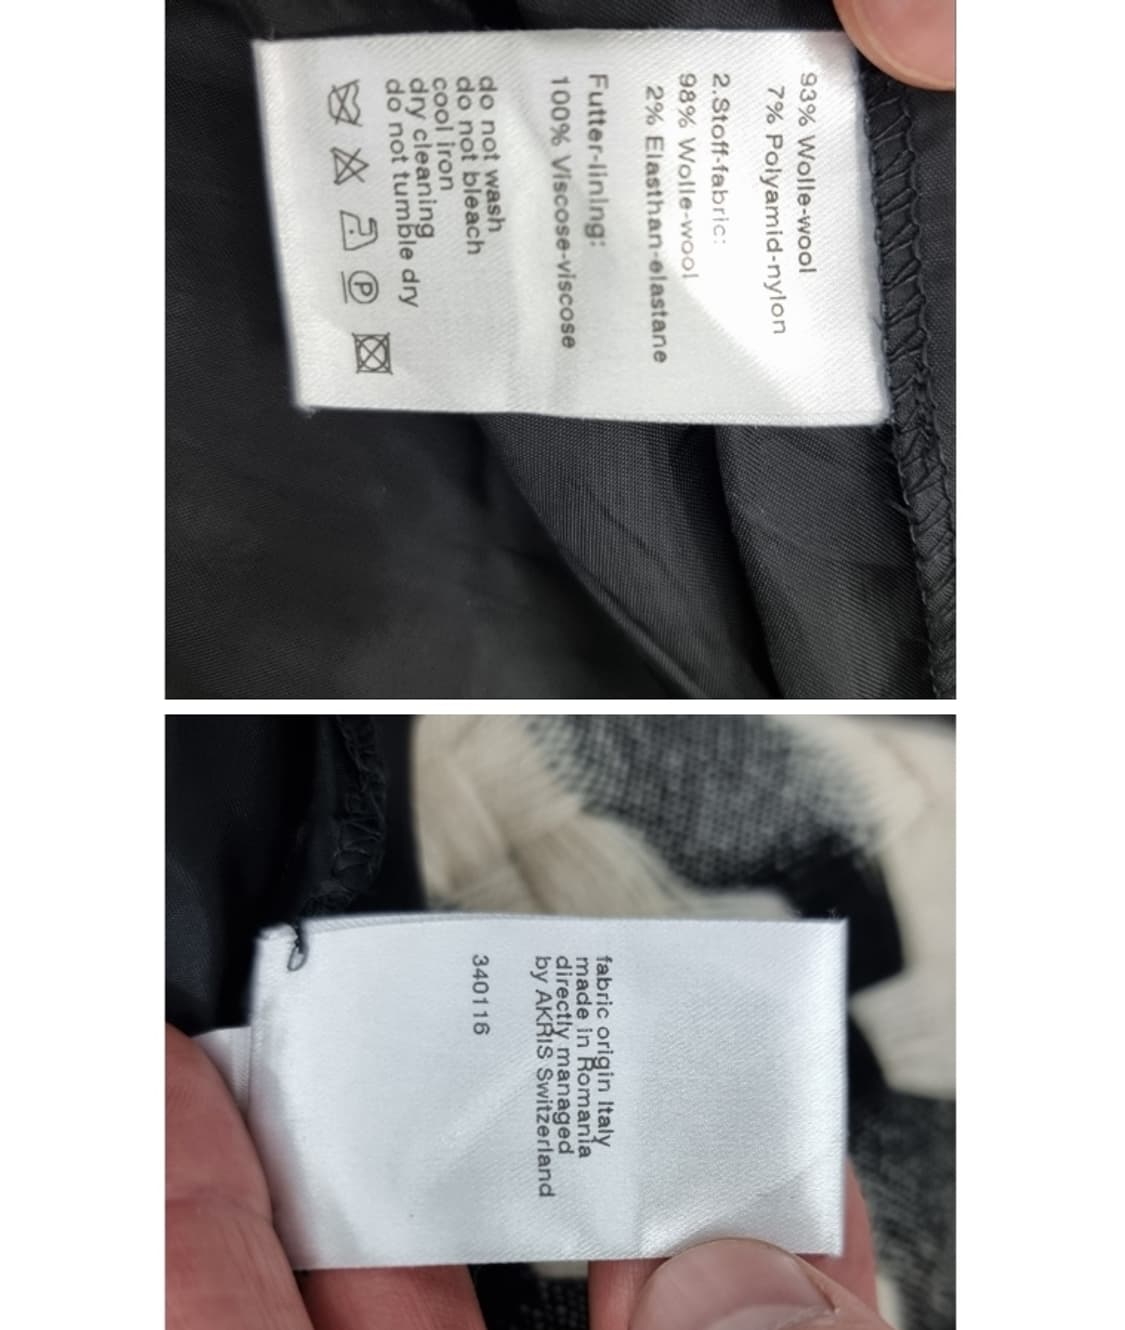 93% Wolle-wool
7% Polyamid-nylon
2.Stoff-fabric:
98% Wolle-wool
2% Elasthan-elastane
Futter-lining:
100% Viscose-viscose
do not wash
do not bleach
cool iron
dry cleaning
do not tumble dry
P
fabric origin Italy
made in Romania
directly managed
by AKRIS Switzerland
340116